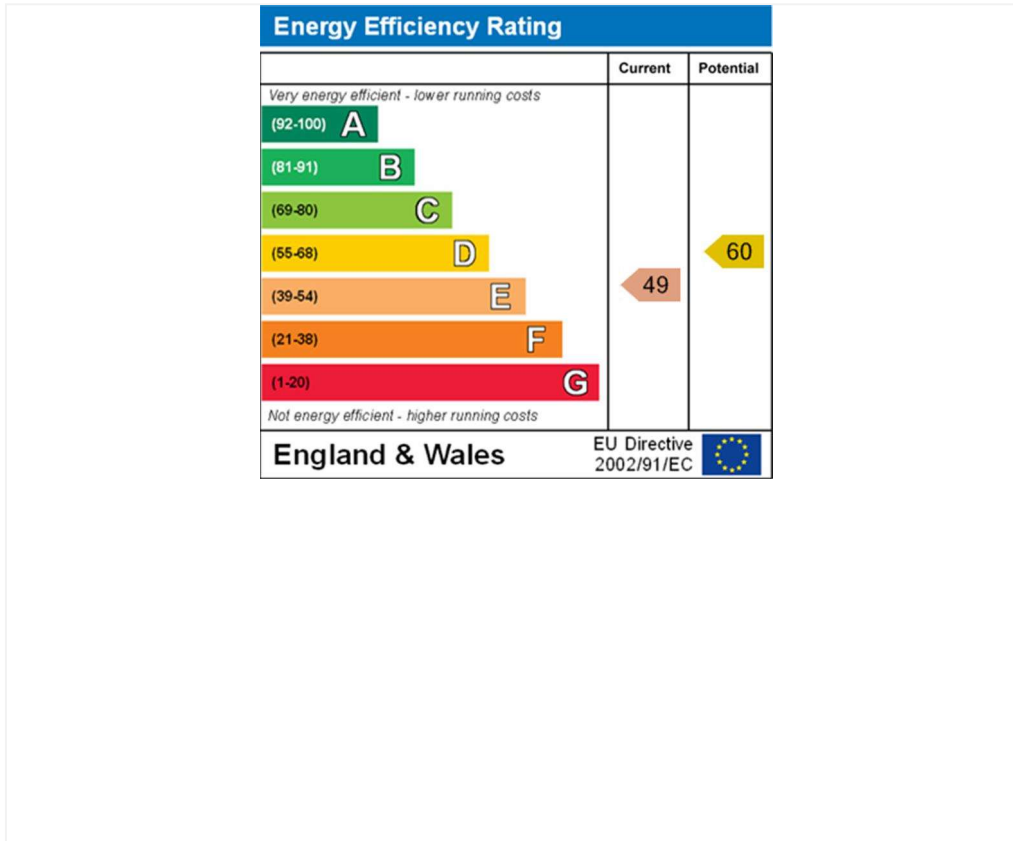 Energy Efficiency Rating
Current Potential
Very energy efficient - lower running costs
(92-100) A
(81-91) B
(69-80) C
(55-68) D
60
(39-54) E
49
(21-38) F
(1-20) G
Not energy efficient - higher running costs
England & Wales
EU Directive
2002/91/EC